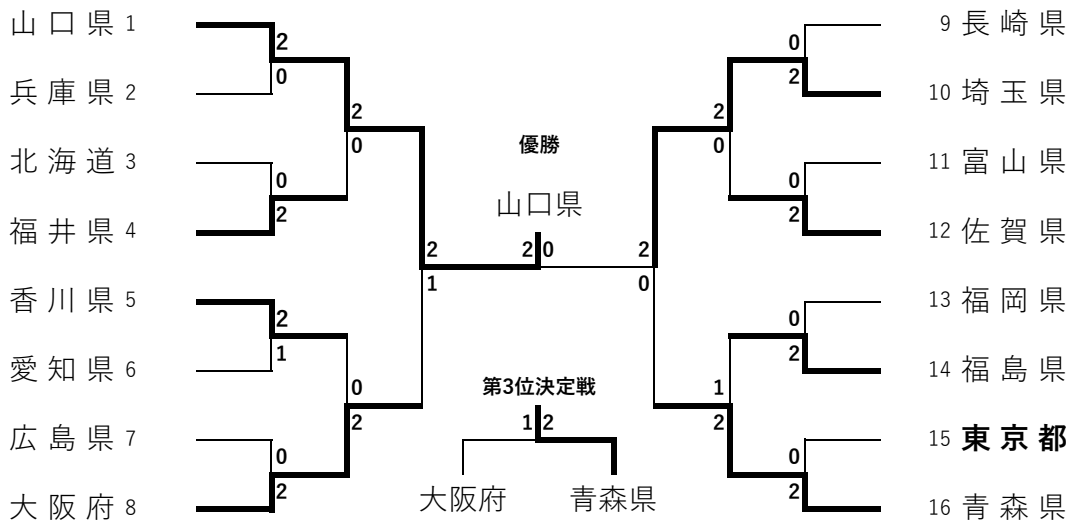 山口県 1
2
0
兵庫県 2
2
0
北海道 3
0
2
福井県 4
2
1
香川県 5
2
1
愛知県 6
0
2
広島県 7
0
2
大阪府 8
優勝
山口県
2 0
第3位決定戦
1 2
大阪府 青森県
9 長崎県
0
2
10 埼玉県
2
0
11 富山県
0
2
12 佐賀県
2
0
13 福岡県
0
2
14 福島県
1
2
15 東京都
0
2
16 青森県